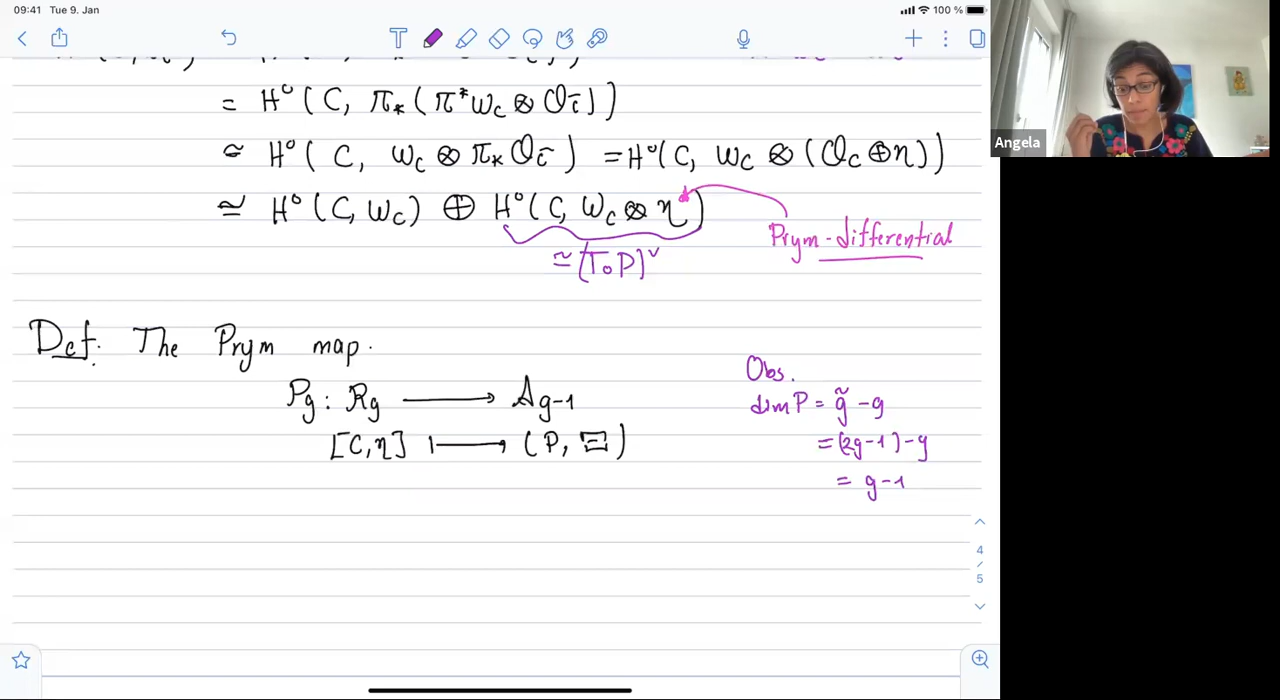 09:41 Tue 9. Jan
100 %
= H⁰(C, π_*(π*ω_C ⊗ O_C̃))
≃ H⁰(C, ω_C ⊗ π_*O_C̃) = H⁰(C, ω_C ⊗ (O_C ⊕ η))
≃ H⁰(C, ω_C) ⊕ H⁰(C, ω_C ⊗ η)
Prym-differential
≃ (T₀P)^∨
Def: The Prym map.
P_g : R_g ⟶ A_{g-1}
[C,η] ⟼ (P, Ξ)
Obs.
dim P = g̃ - g
= (2g-1) - g
= g-1
4
/
5
Angela